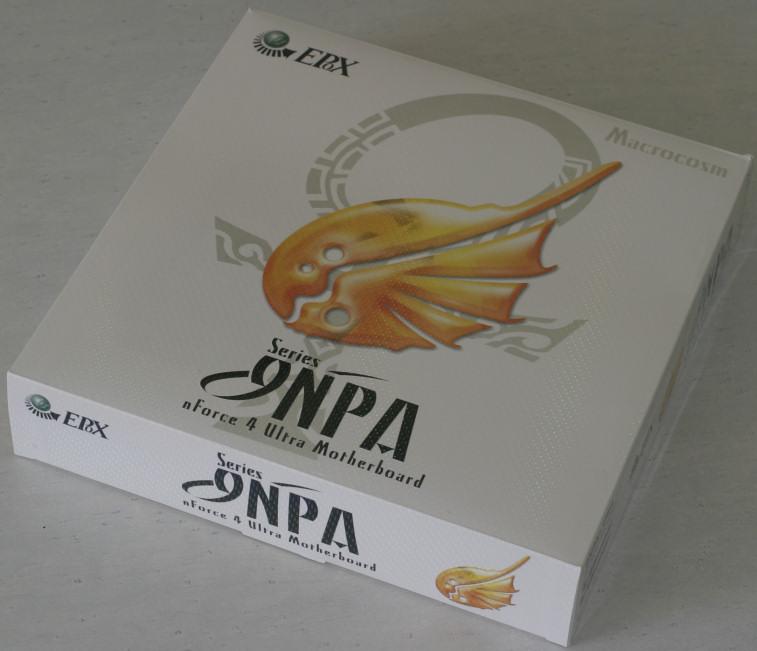 EPoX
Macrocosm
Series
9NPA
nForce 4 Ultra Motherboard
EPoX
Series
9NPA
nForce 4 Ultra Motherboard